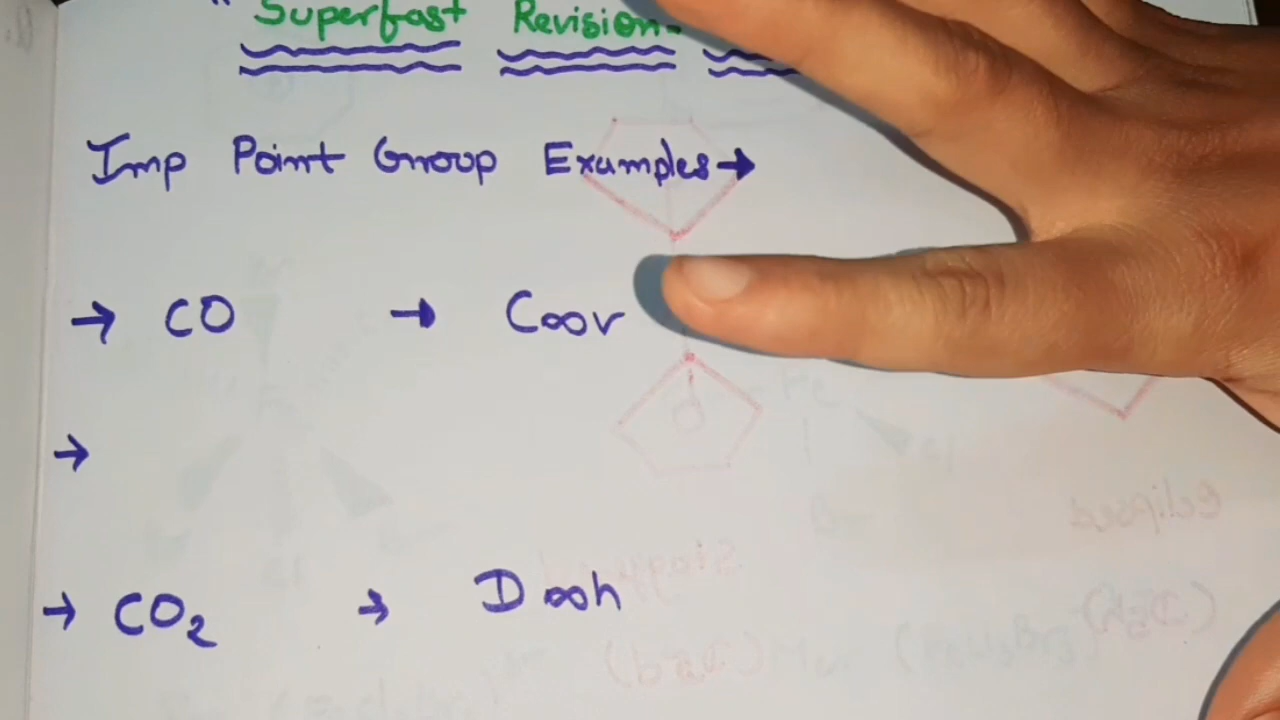 " Superfast Revision
Imp Point Group Examples →
→ CO → C∞v
→
→ CO₂ → D∞h